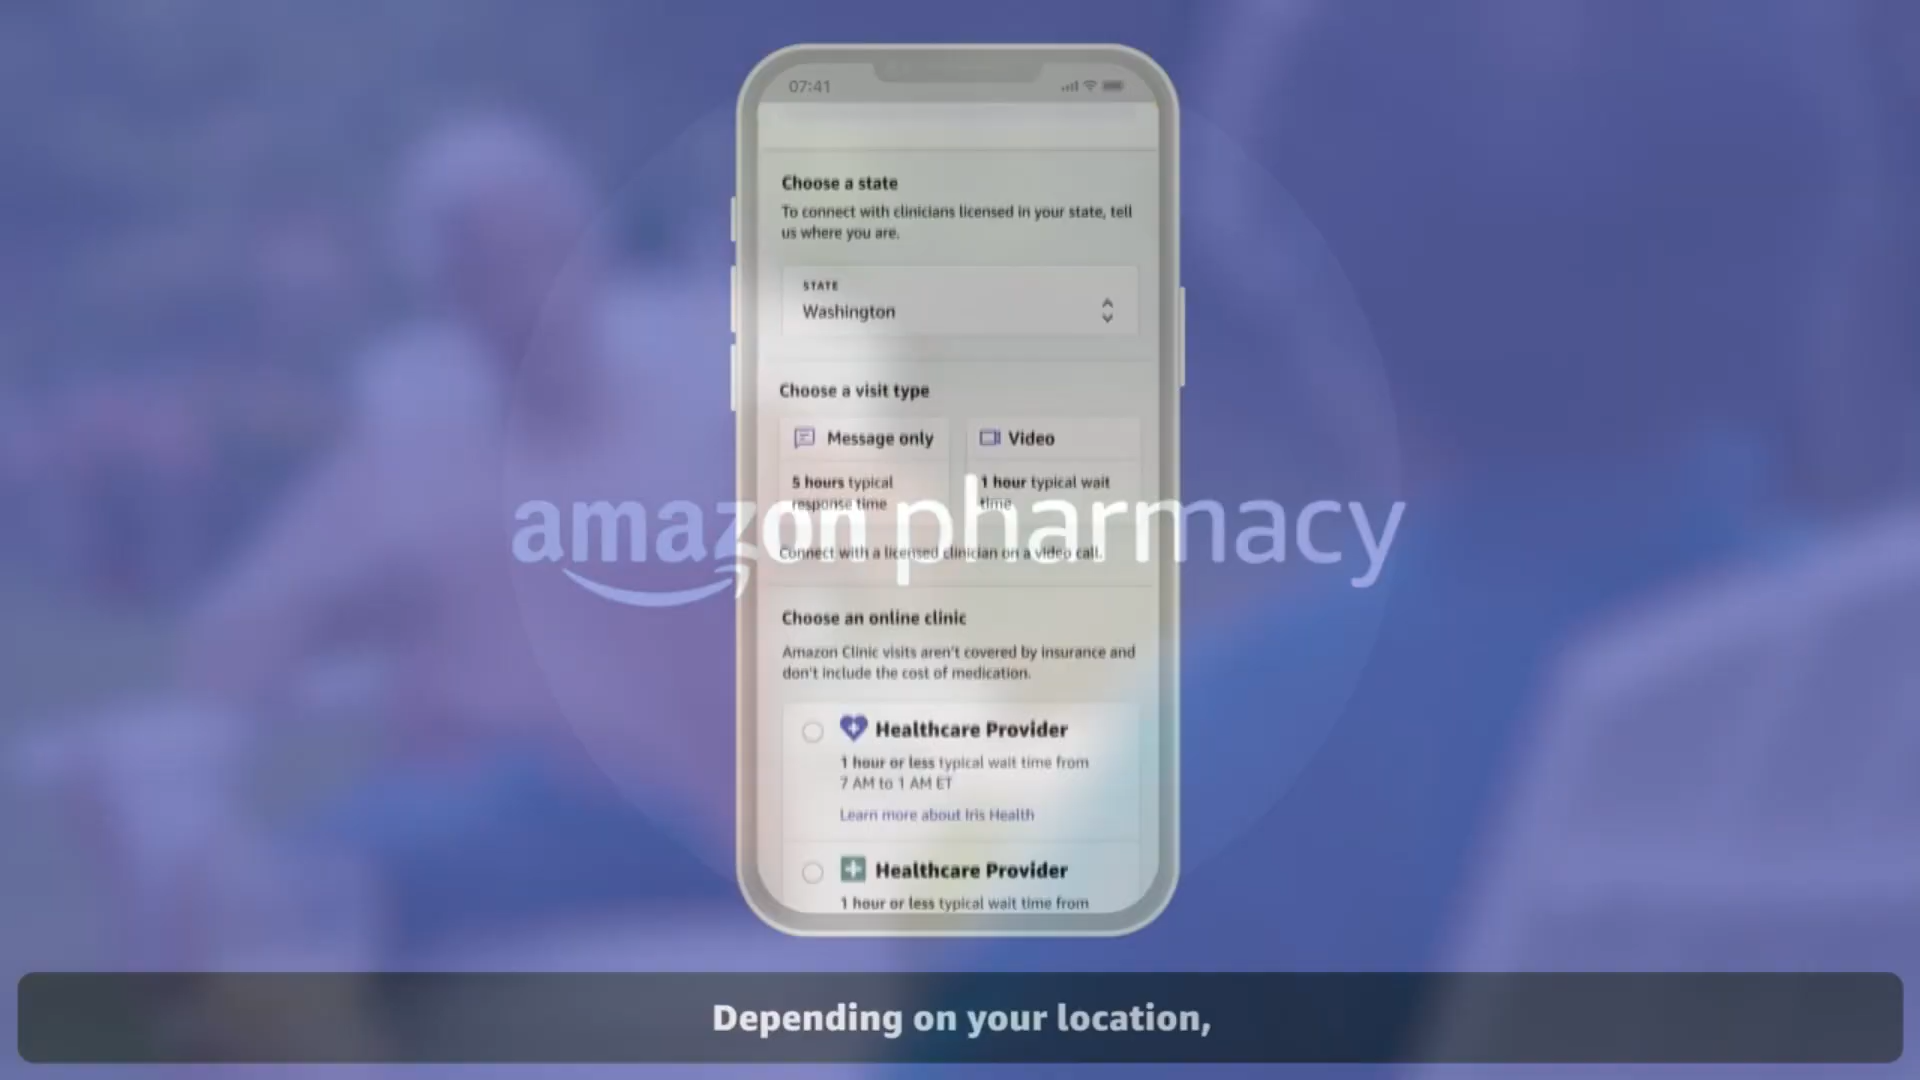 07:41
Choose a state
To connect with clinicians licensed in your state, tell
us where you are.
STATE
Washington
Choose a visit type
Message only
Video
5 hours typical
response time
1 hour typical wait
time
amazon pharmacy
Connect with a licensed clinician on a video call.
Choose an online clinic
Amazon Clinic visits aren't covered by insurance and
don't include the cost of medication.
Healthcare Provider
1 hour or less typical wait time from
7 AM to 1 AM ET
Learn more about Iris Health
Healthcare Provider
1 hour or less typical wait time from
Depending on your location,